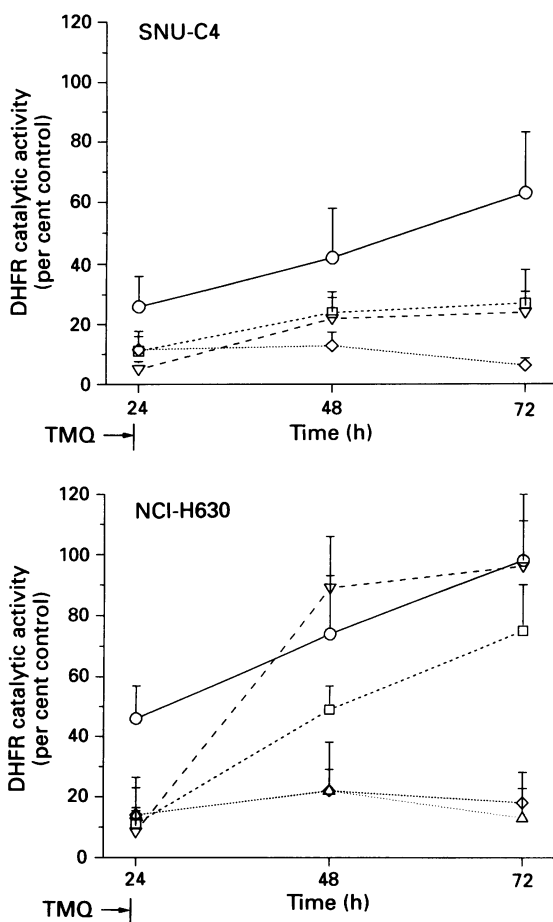 SNU-C4
120
100
80
60
40
20
0
DHFR catalytic activity
(per cent control)
24
48
72
Time (h)
TMQ
NCI-H630
120
100
80
60
40
20
0
DHFR catalytic activity
(per cent control)
24
48
72
Time (h)
TMQ